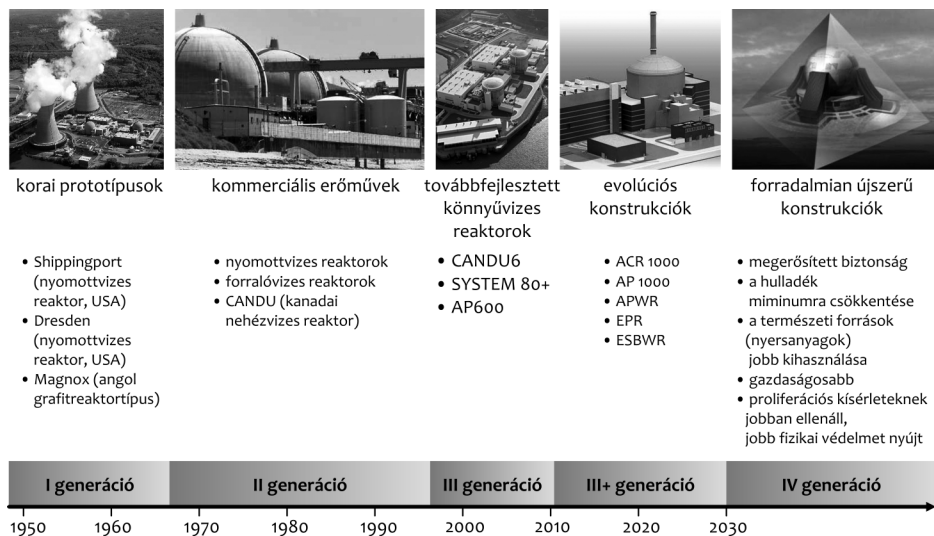 korai prototípusok
• Shippingport
(nyomottvizes
reaktor, USA)
• Dresden
(nyomottvizes
reaktor, USA)
• Magnox (angol
grafitreaktortípus)
kommerciális erőművek
• nyomottvizes reaktorok
• forralóvizes reaktorok
• CANDU (kanadai
nehézvizes reaktor)
továbbfejlesztett
könnyűvizes
reaktorok
• CANDU6
• SYSTEM 80+
• AP600
evolúciós
konstrukciók
• ACR 1000
• AP 1000
• APWR
• EPR
• ESBWR
forradalmian újszerű
konstrukciók
• megerősített biztonság
• a hulladék
miminumra csökkentése
• a természeti források
(nyersanyagok)
jobb kihasználása
• gazdaságosabb
• proliferációs kísérleteknek
jobban ellenáll,
jobb fizikai védelmet nyújt
I generáció
II generáció
III generáció
III+ generáció
IV generáció
1950 1960 1970 1980 1990 2000 2010 2020 2030